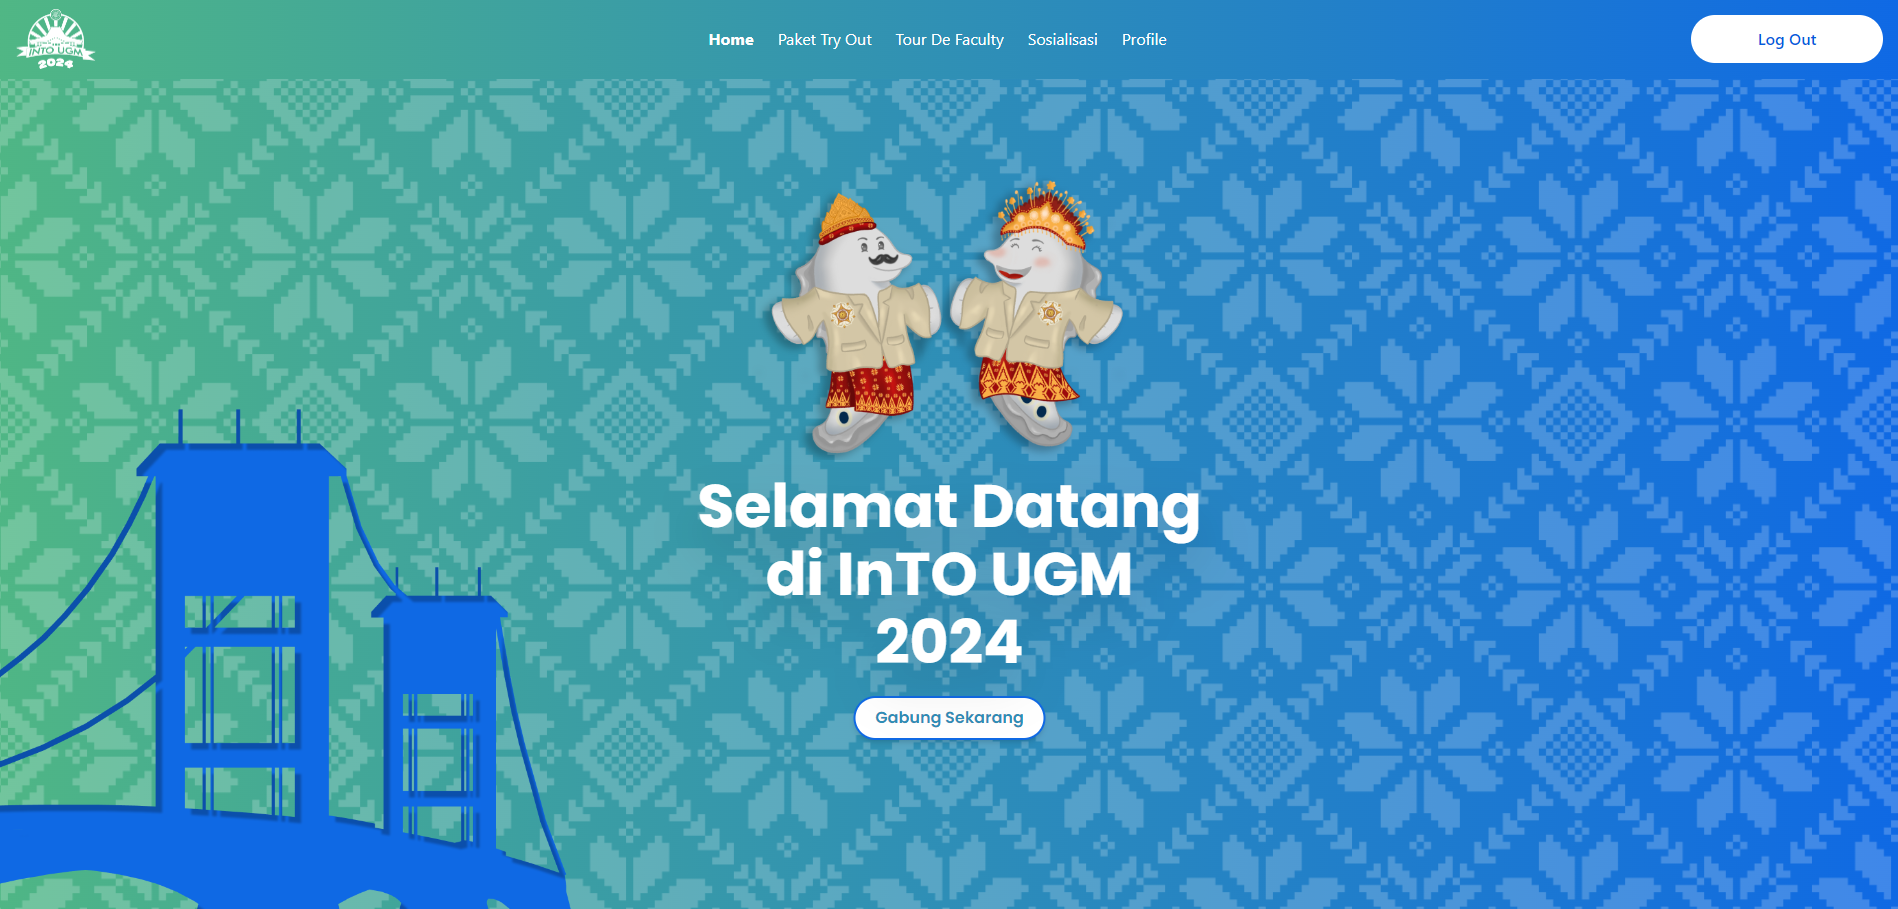 INTO UGM
2024
Home
Paket Try Out
Tour De Faculty
Sosialisasi
Profile
Log Out
Selamat Datang
di InTO UGM
2024
Gabung Sekarang